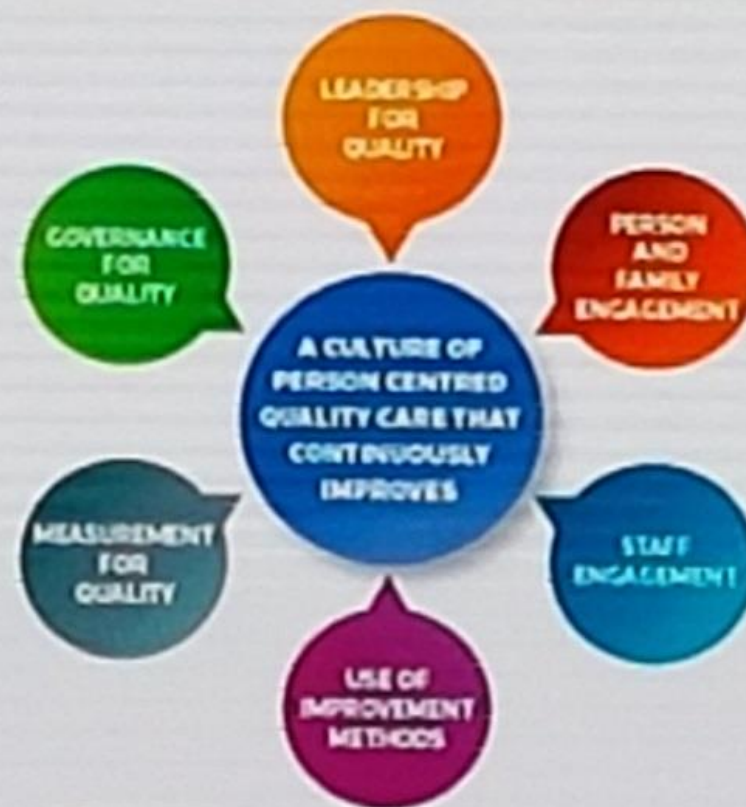 LEADERSHIP
FOR
QUALITY
PERSON
AND
FAMILY
ENGAGEMENT
GOVERNANCE
FOR
QUALITY
A CULTURE OF
PERSON CENTRED
QUALITY CARE THAT
CONTINUOUSLY
IMPROVES
MEASUREMENT
FOR
QUALITY
STAFF
ENGAGEMENT
USE OF
IMPROVEMENT
METHODS